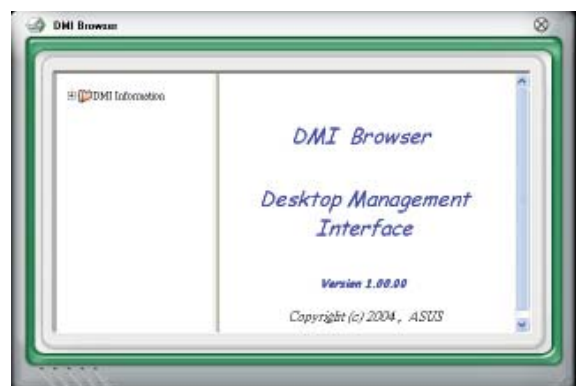 DMI Browser
DMI Information
DMI Browser
Desktop Management
Interface
Version 1.00.00
Copyright (c) 2004 , ASUS